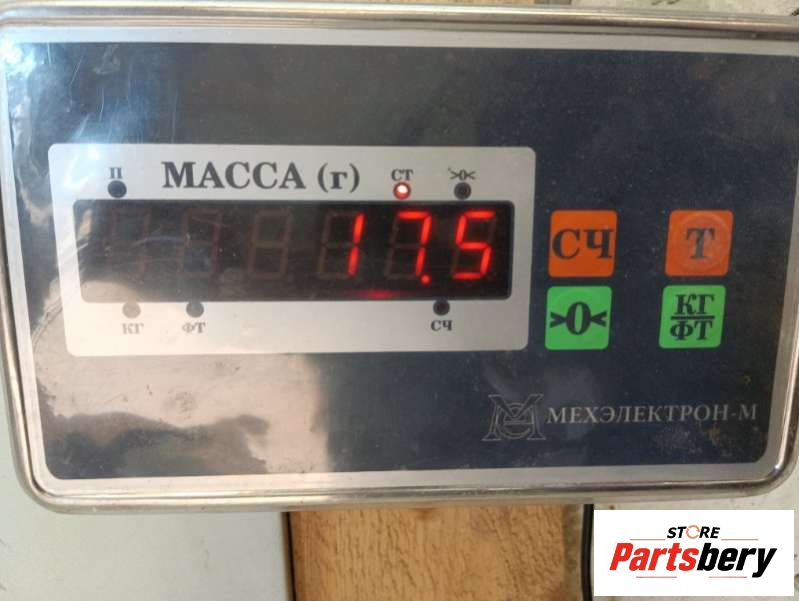 П МАССА (г) СТ >0<
17.5
КГ ФТ СЧ
СЧ Т
>0< КГ/ФТ
МЕХЭЛЕКТРОН-М
STORE
Partsbery